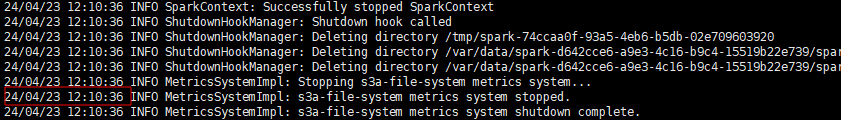 24/04/23 12:10:36 INFO SparkContext: Successfully stopped SparkContext
24/04/23 12:10:36 INFO ShutdownHookManager: Shutdown hook called
24/04/23 12:10:36 INFO ShutdownHookManager: Deleting directory /tmp/spark-74ccaa0f-93a5-4eb6-b5db-02e709603920
24/04/23 12:10:36 INFO ShutdownHookManager: Deleting directory /var/data/spark-d642cce6-a9e3-4c16-b9c4-15519b22e739/spar
24/04/23 12:10:36 INFO ShutdownHookManager: Deleting directory /var/data/spark-d642cce6-a9e3-4c16-b9c4-15519b22e739/spar
24/04/23 12:10:36 INFO MetricsSystemImpl: Stopping s3a-file-system metrics system...
24/04/23 12:10:36 INFO MetricsSystemImpl: s3a-file-system metrics system stopped.
24/04/23 12:10:36 INFO MetricsSystemImpl: s3a-file-system metrics system shutdown complete.